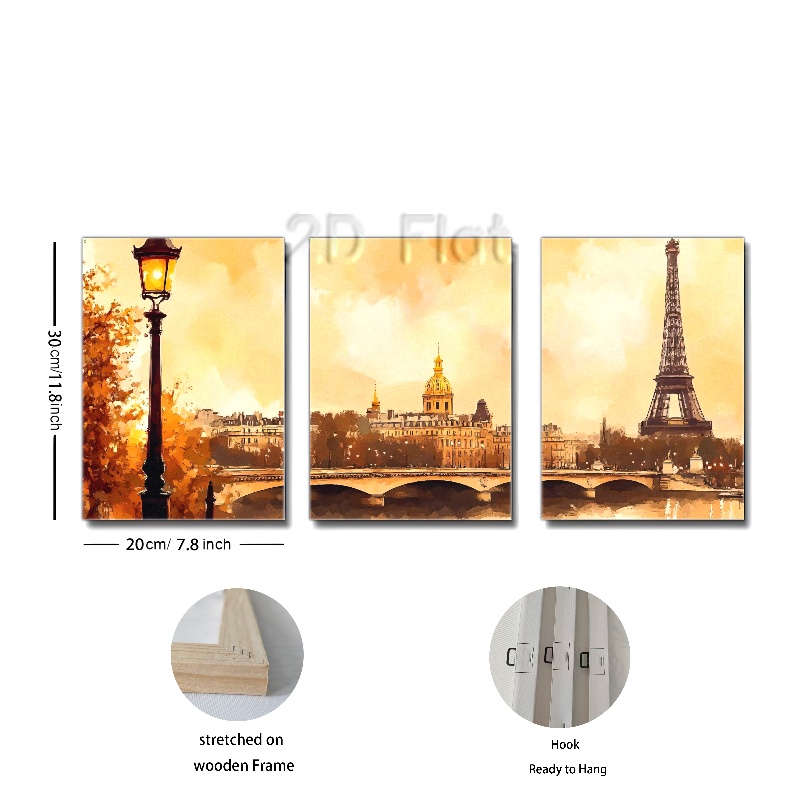 2D Flat
30cm/11.8inch
20cm/ 7.8 inch
stretched on
wooden Frame
Hook
Ready to Hang